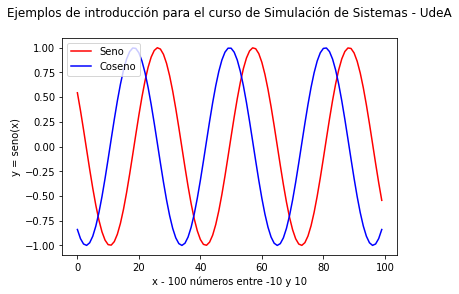 Ejemplos de introducción para el curso de Simulación de Sistemas - UdeA
1.00
0.75
0.50
0.25
0.00
−0.25
−0.50
−0.75
−1.00
y = seno(x)
Seno
Coseno
0 20 40 60 80 100
x - 100 números entre -10 y 10